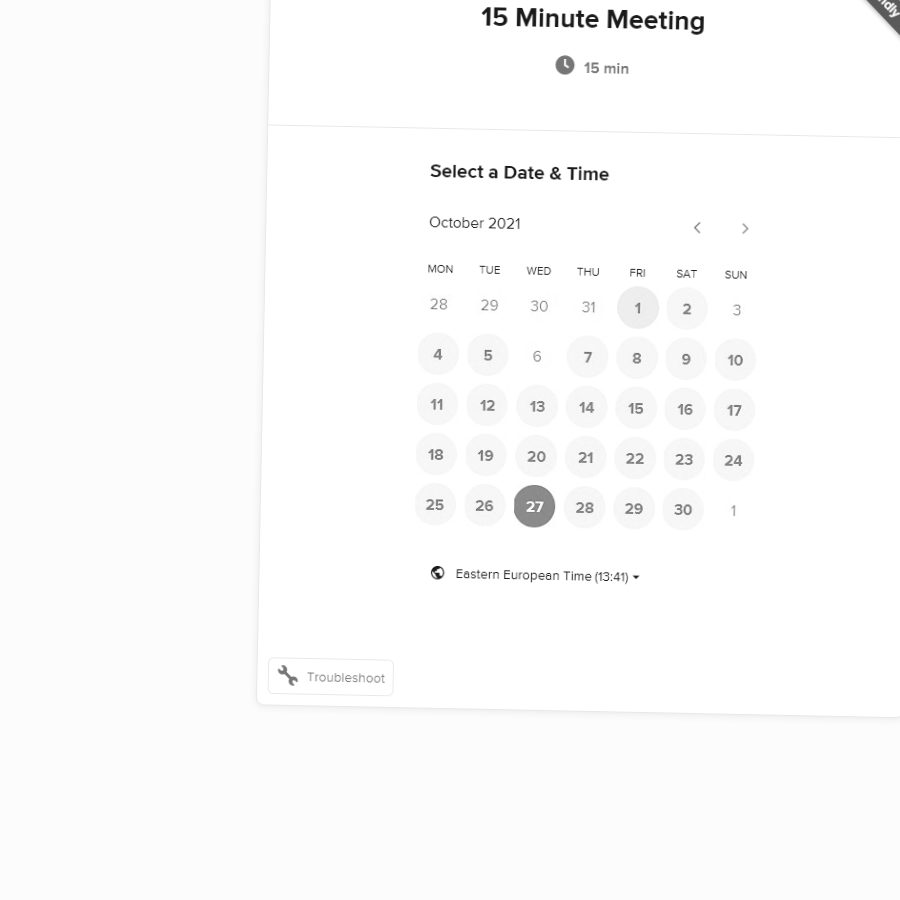 15 Minute Meeting
15 min
Select a Date & Time
October 2021
MON TUE WED THU FRI SAT SUN
28 29 30 31 1 2 3
4 5 6 7 8 9 10
11 12 13 14 15 16 17
18 19 20 21 22 23 24
25 26 27 28 29 30 1
Eastern European Time (13:41)
Troubleshoot